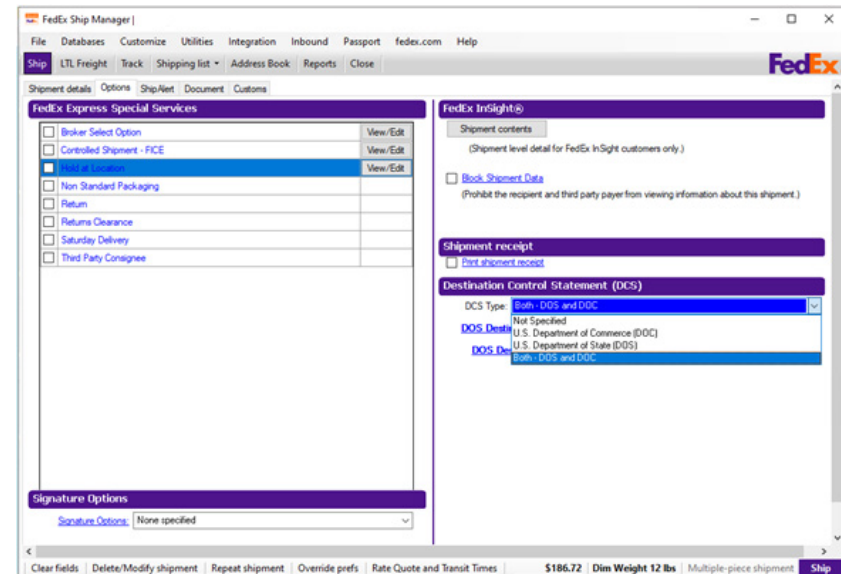 FedEx Ship Manager |
File Databases Customize Utilities Integration Inbound Passport fedex.com Help
Ship LTL Freight Track Shipping list Address Book Reports Close
FedEx
Shipment details Options ShipAlert Document Customs
FedEx Express Special Services
Broker Select Option View/Edit
Controlled Shipment - FICE View/Edit
Hold at Location View/Edit
Non Standard Packaging
Return
Returns Clearance
Saturday Delivery
Third Party Consignee
Signature Options
Signature Options: None specified
FedEx InSight®
Shipment contents
(Shipment level detail for FedEx InSight customers only.)
Block Shipment Data
(Prohibit the recipient and third party payer from viewing information about this shipment.)
Shipment receipt
Print shipment receipt
Destination Control Statement (DCS)
DCS Type: Both - DOS and DOC
Not Specified
U.S. Department of Commerce (DOC)
DOS Desti
U.S. Department of State (DOS)
DOS De
Both - DOS and DOC
Clear fields Delete/Modify shipment Repeat shipment Override prefs Rate Quote and Transit Times $186.72 Dim Weight 12 lbs Multiple-piece shipment Ship